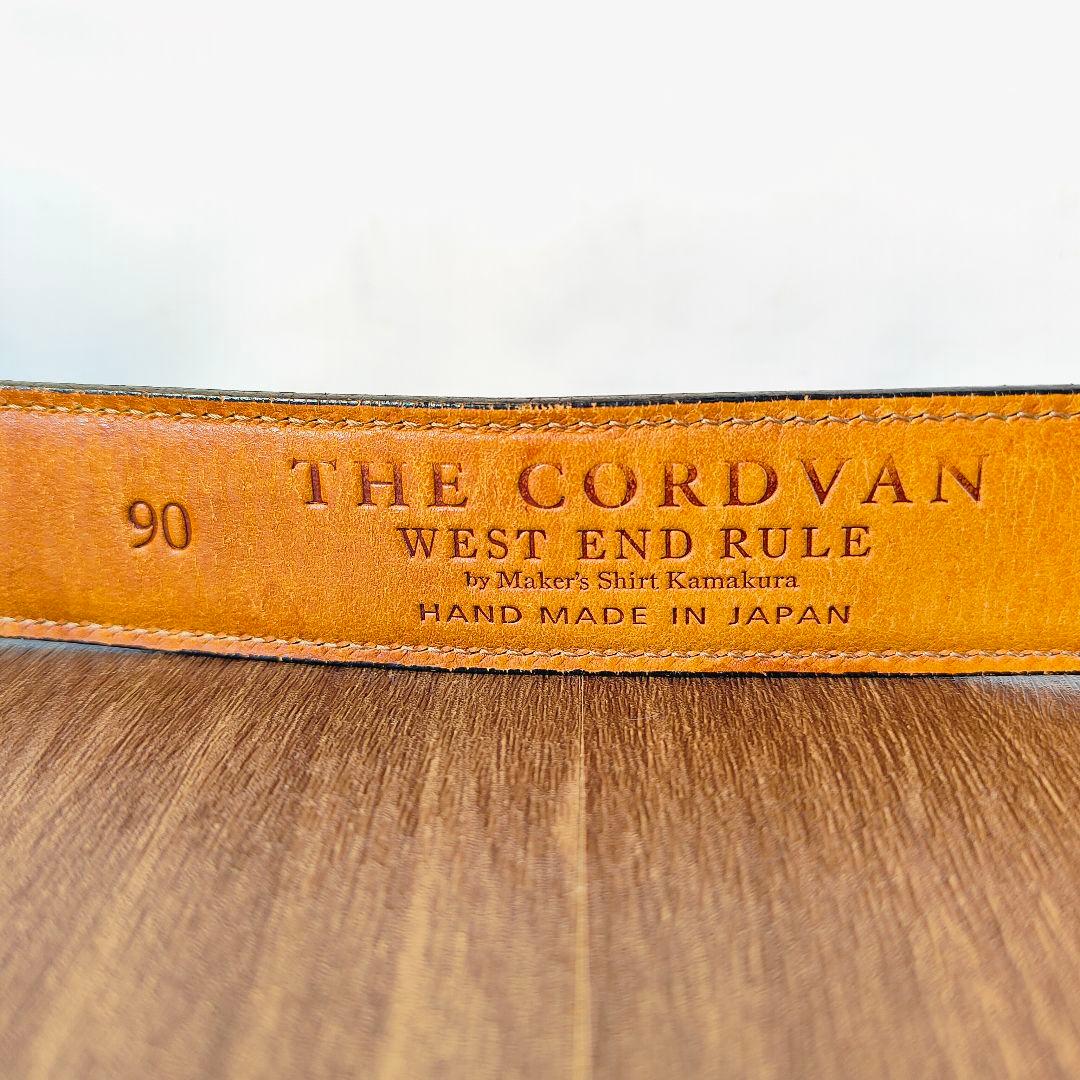 90
THE CORDVAN
WEST END RULE
by Maker's Shirt Kamakura
HAND MADE IN JAPAN